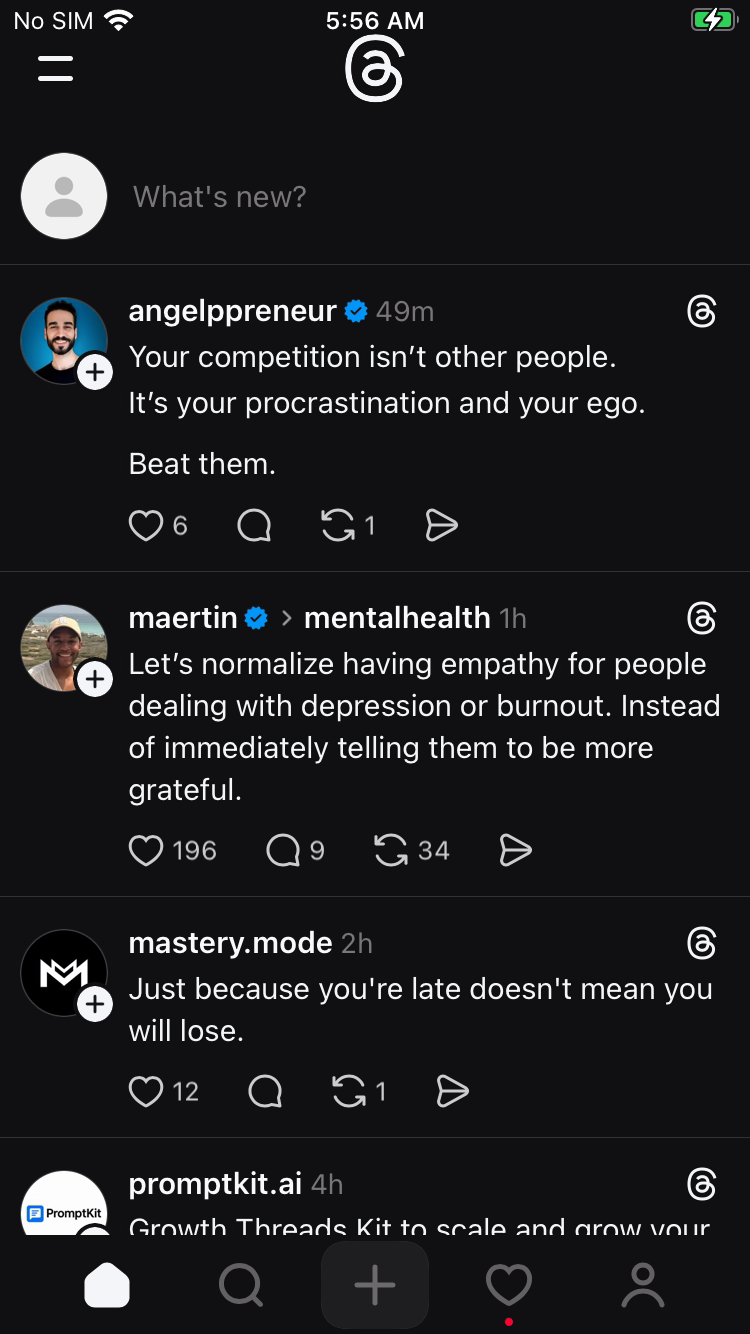 No SIM 5:56 AM
What's new?
angelppreneur 49m
Your competition isn’t other people.
It’s your procrastination and your ego.
Beat them.
6 1
maertin > mentalhealth 1h
Let’s normalize having empathy for people
dealing with depression or burnout. Instead
of immediately telling them to be more
grateful.
196 9 34
mastery.mode 2h
Just because you're late doesn't mean you
will lose.
12 1
promptkit.ai 4h
PromptKit
Growth Threads Kit to scale and grow your